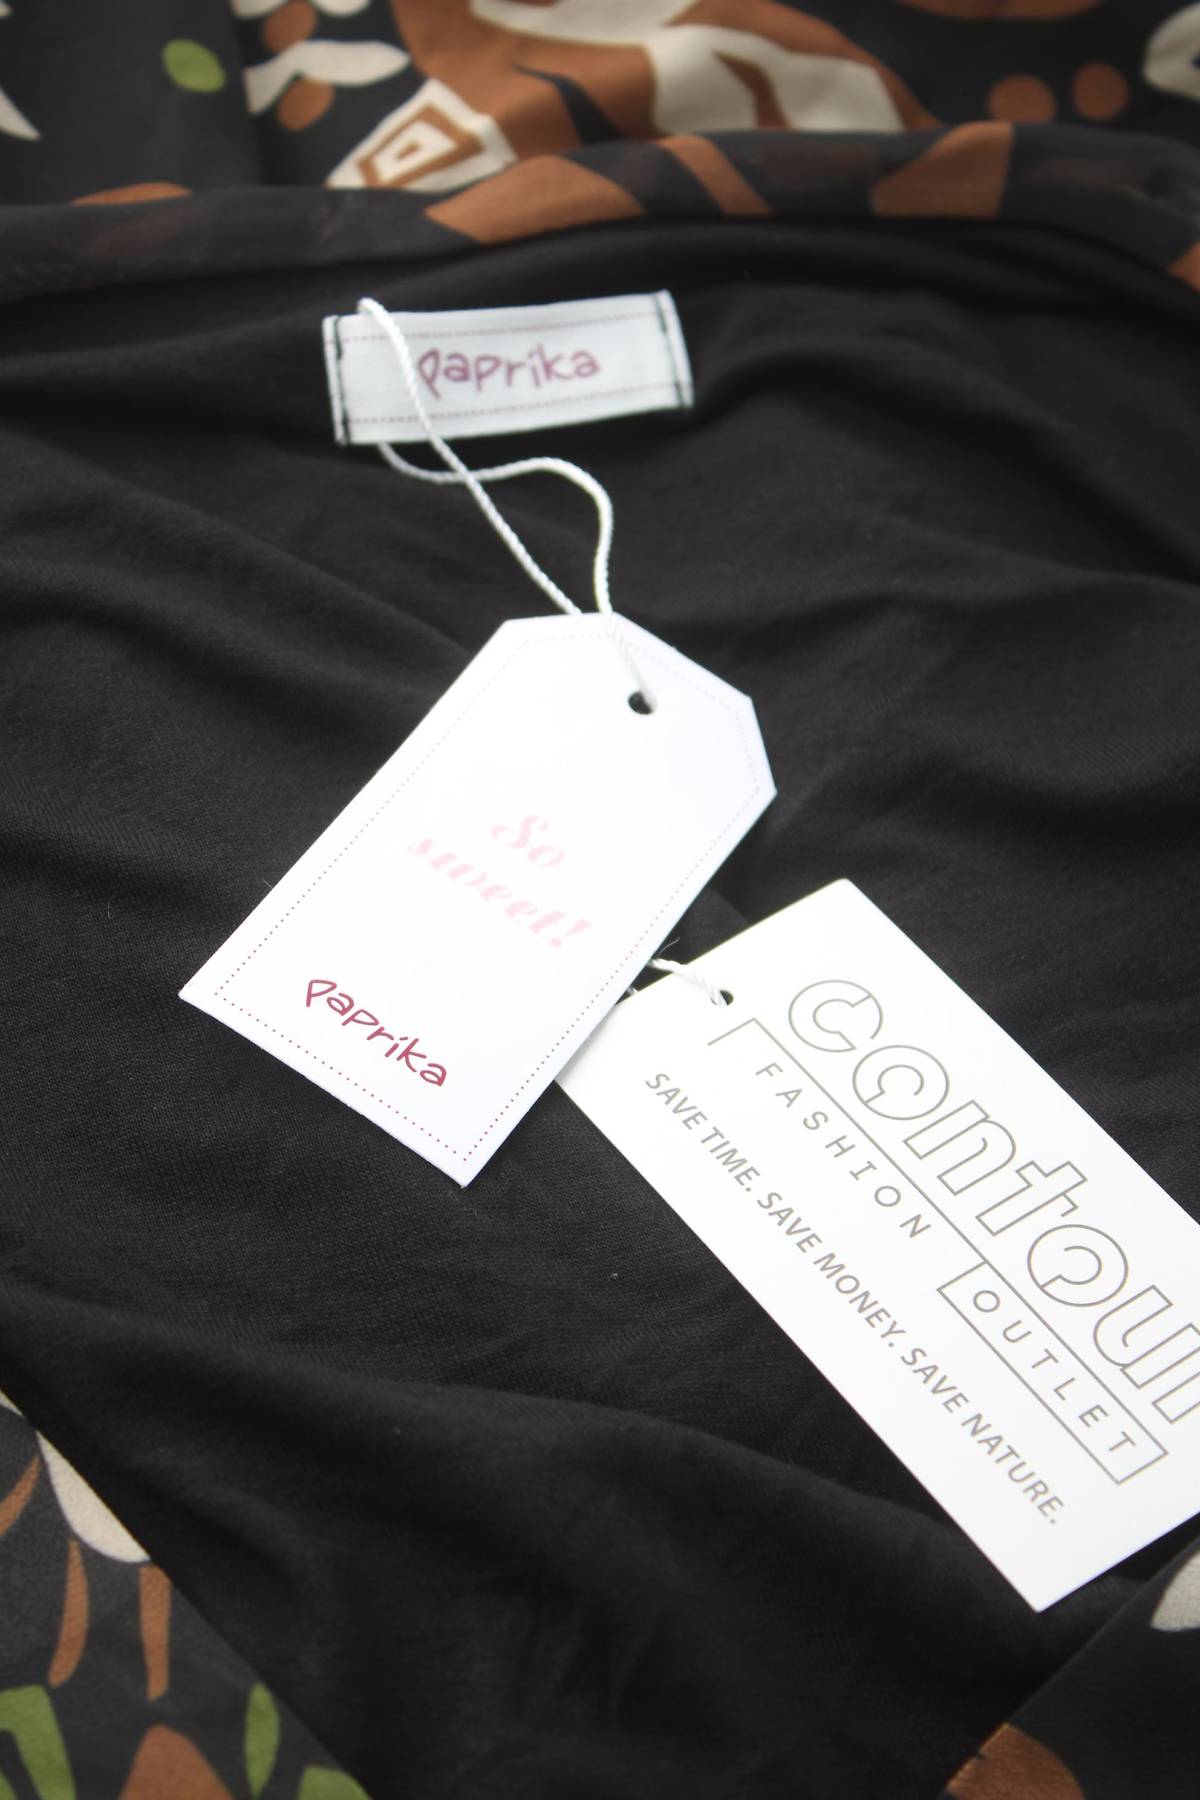 paprika
So
sweet!
paprika
contour
FASHION
OUTLET
SAVE TIME. SAVE MONEY. SAVE NATURE.